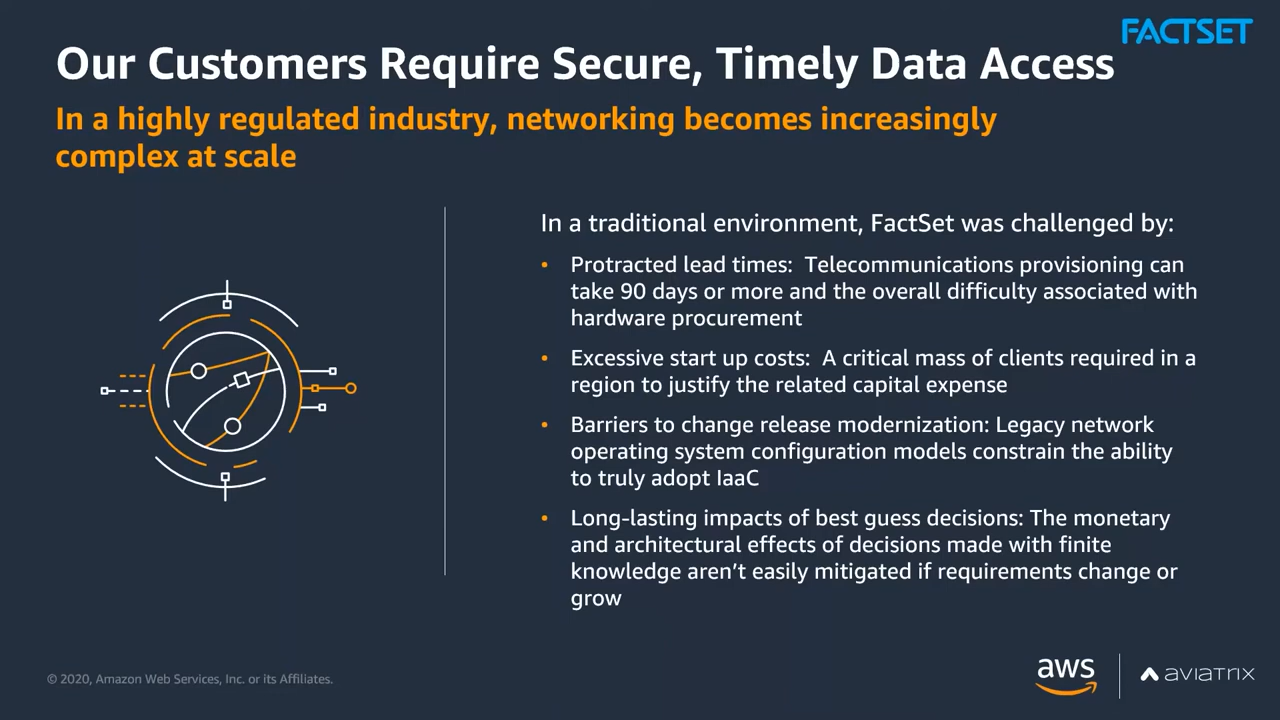 FACTSET
Our Customers Require Secure, Timely Data Access
In a highly regulated industry, networking becomes increasingly
complex at scale
In a traditional environment, FactSet was challenged by:
• Protracted lead times:  Telecommunications provisioning can
take 90 days or more and the overall difficulty associated with
hardware procurement
• Excessive start up costs:  A critical mass of clients required in a
region to justify the related capital expense
• Barriers to change release modernization: Legacy network
operating system configuration models constrain the ability
to truly adopt IaaC
• Long-lasting impacts of best guess decisions: The monetary
and architectural effects of decisions made with finite
knowledge aren’t easily mitigated if requirements change or
grow
© 2020, Amazon Web Services, Inc. or its Affiliates.
aws
aviatrix